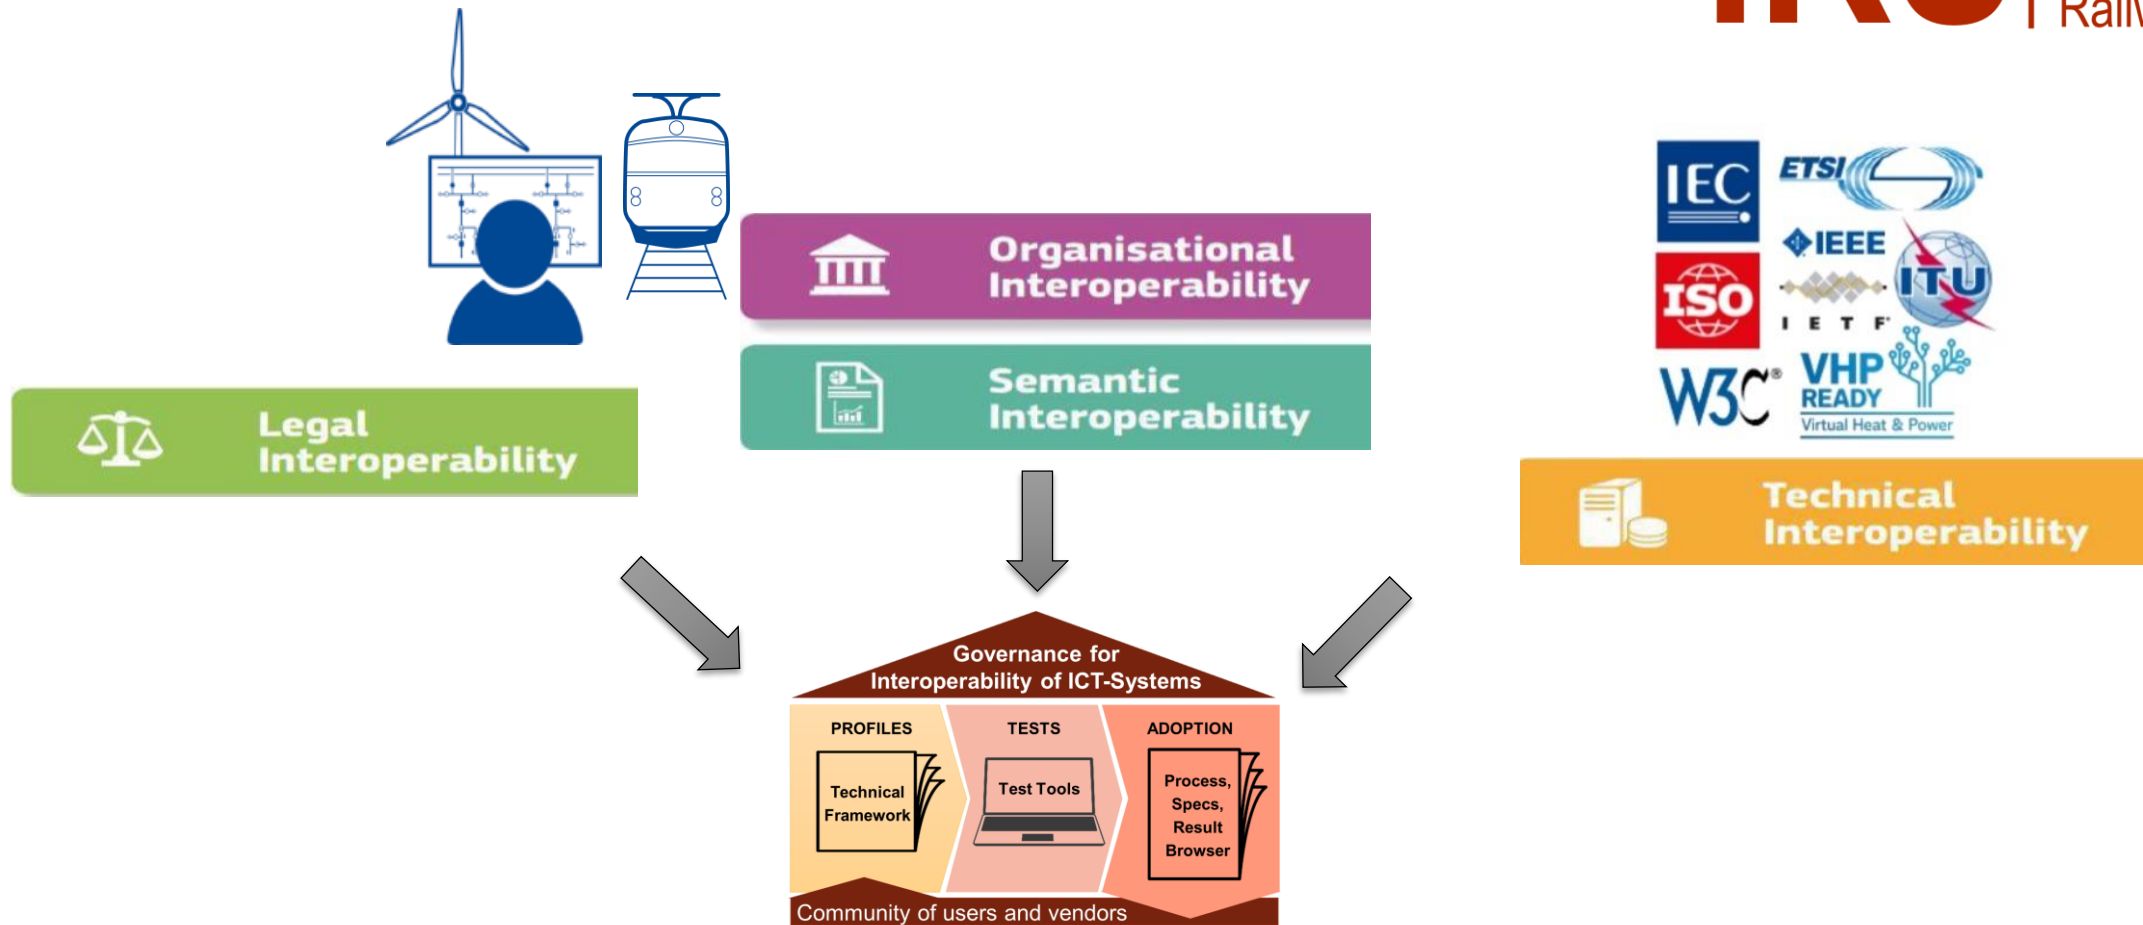 Rail
IEC
ETSI
IEEE
ISO
ITU
IETF
W3C®
VHP
READY
Virtual Heat & Power
Organisational
Interoperability
Semantic
Interoperability
Legal
Interoperability
Technical
Interoperability
Governance for
Interoperability of ICT-Systems
PROFILES
Technical
Framework
TESTS
Test Tools
ADOPTION
Process,
Specs,
Result
Browser
Community of users and vendors